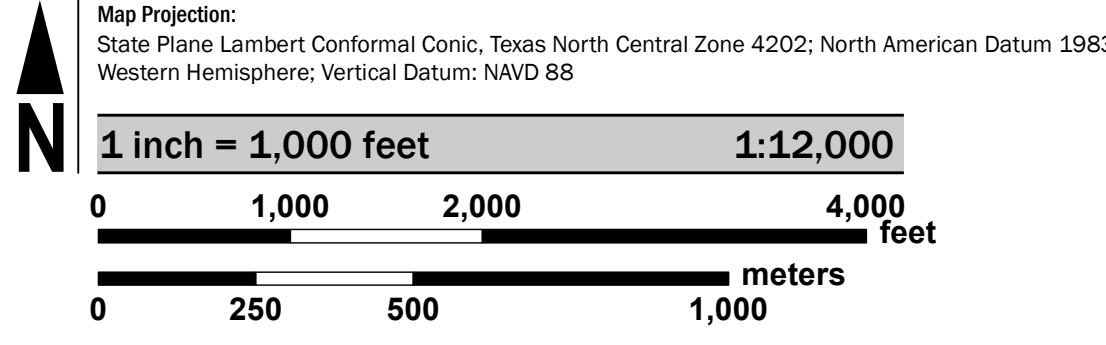 Map Projection:
State Plane Lambert Conformal Conic, Texas North Central Zone 4202; North American Datum 1983
Western Hemisphere; Vertical Datum: NAVD 88
N
1 inch = 1,000 feet 1:12,000
0 1,000 2,000 4,000
feet
meters
0 250 500 1,000